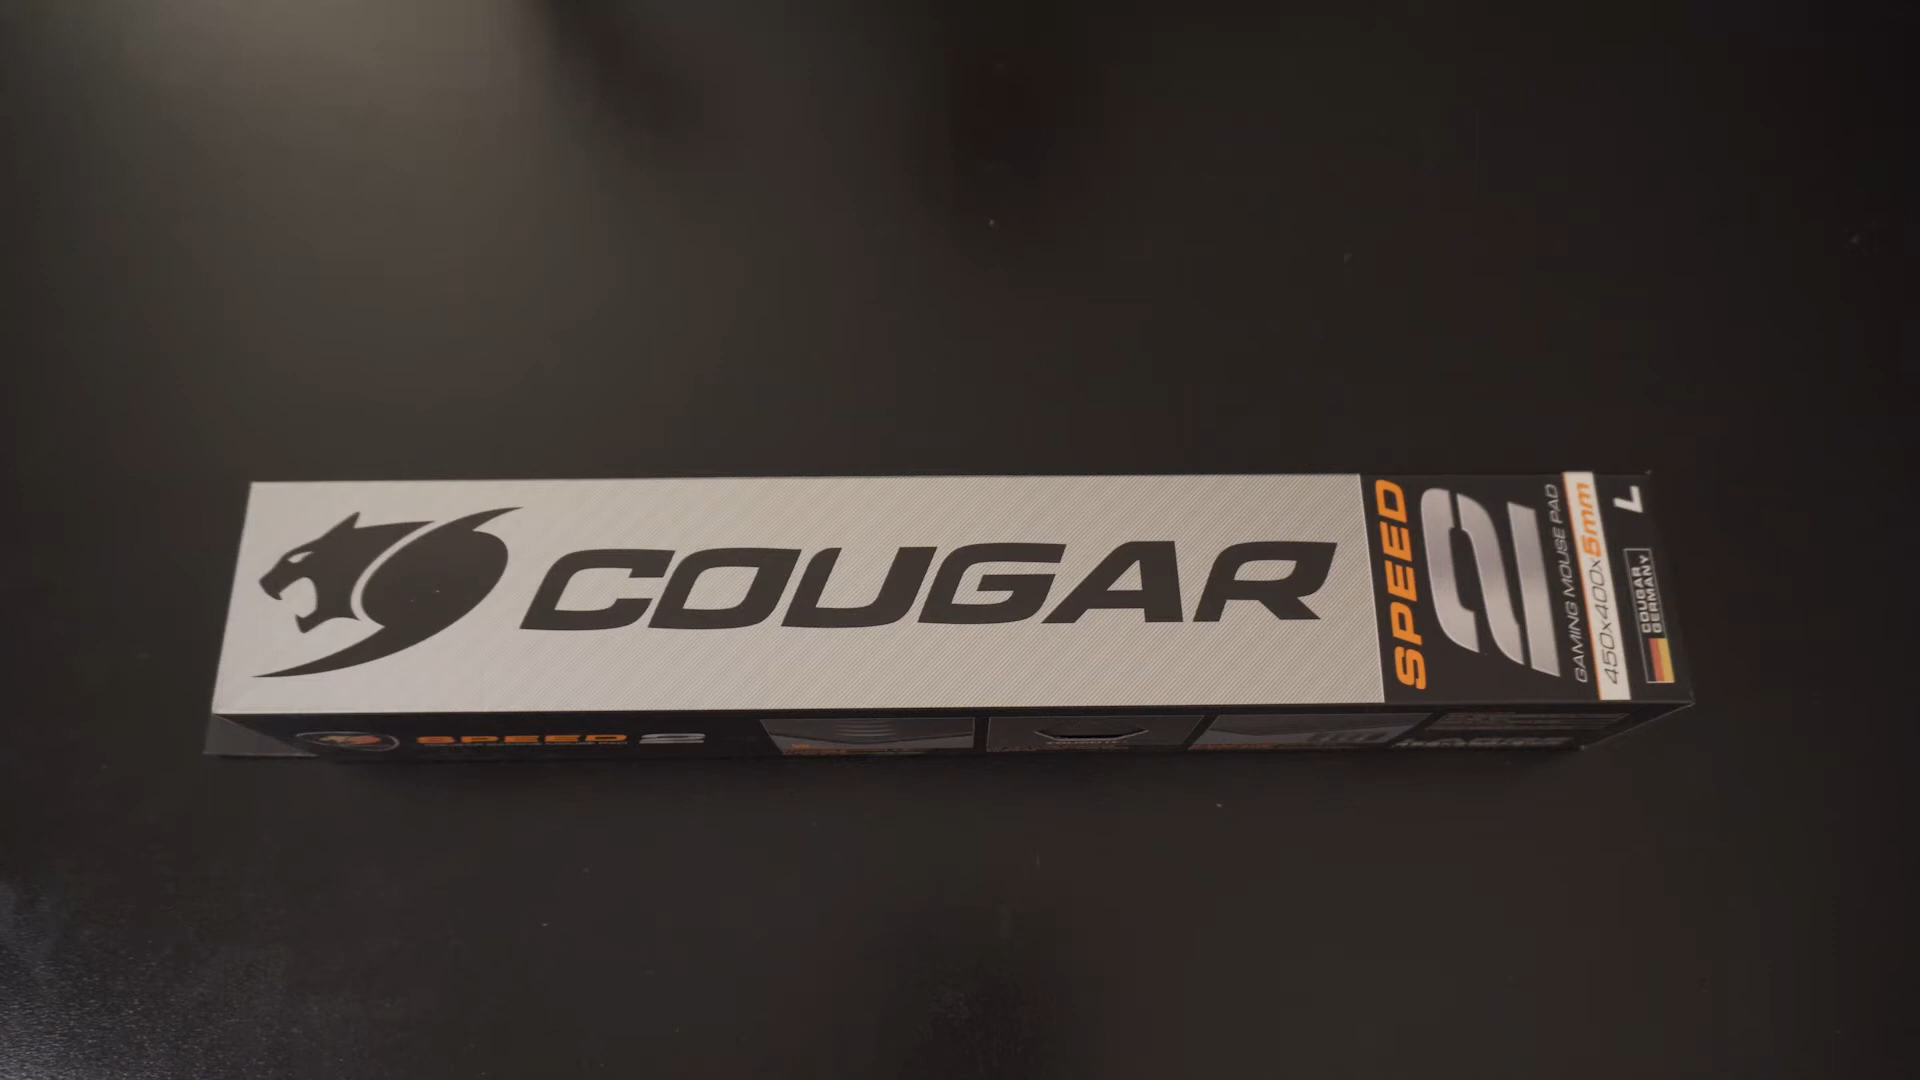 COUGAR
SPEED
2
GAMING MOUSE PAD
450x400x5mm
L
COUGAR
GERMANY
SPEED 2